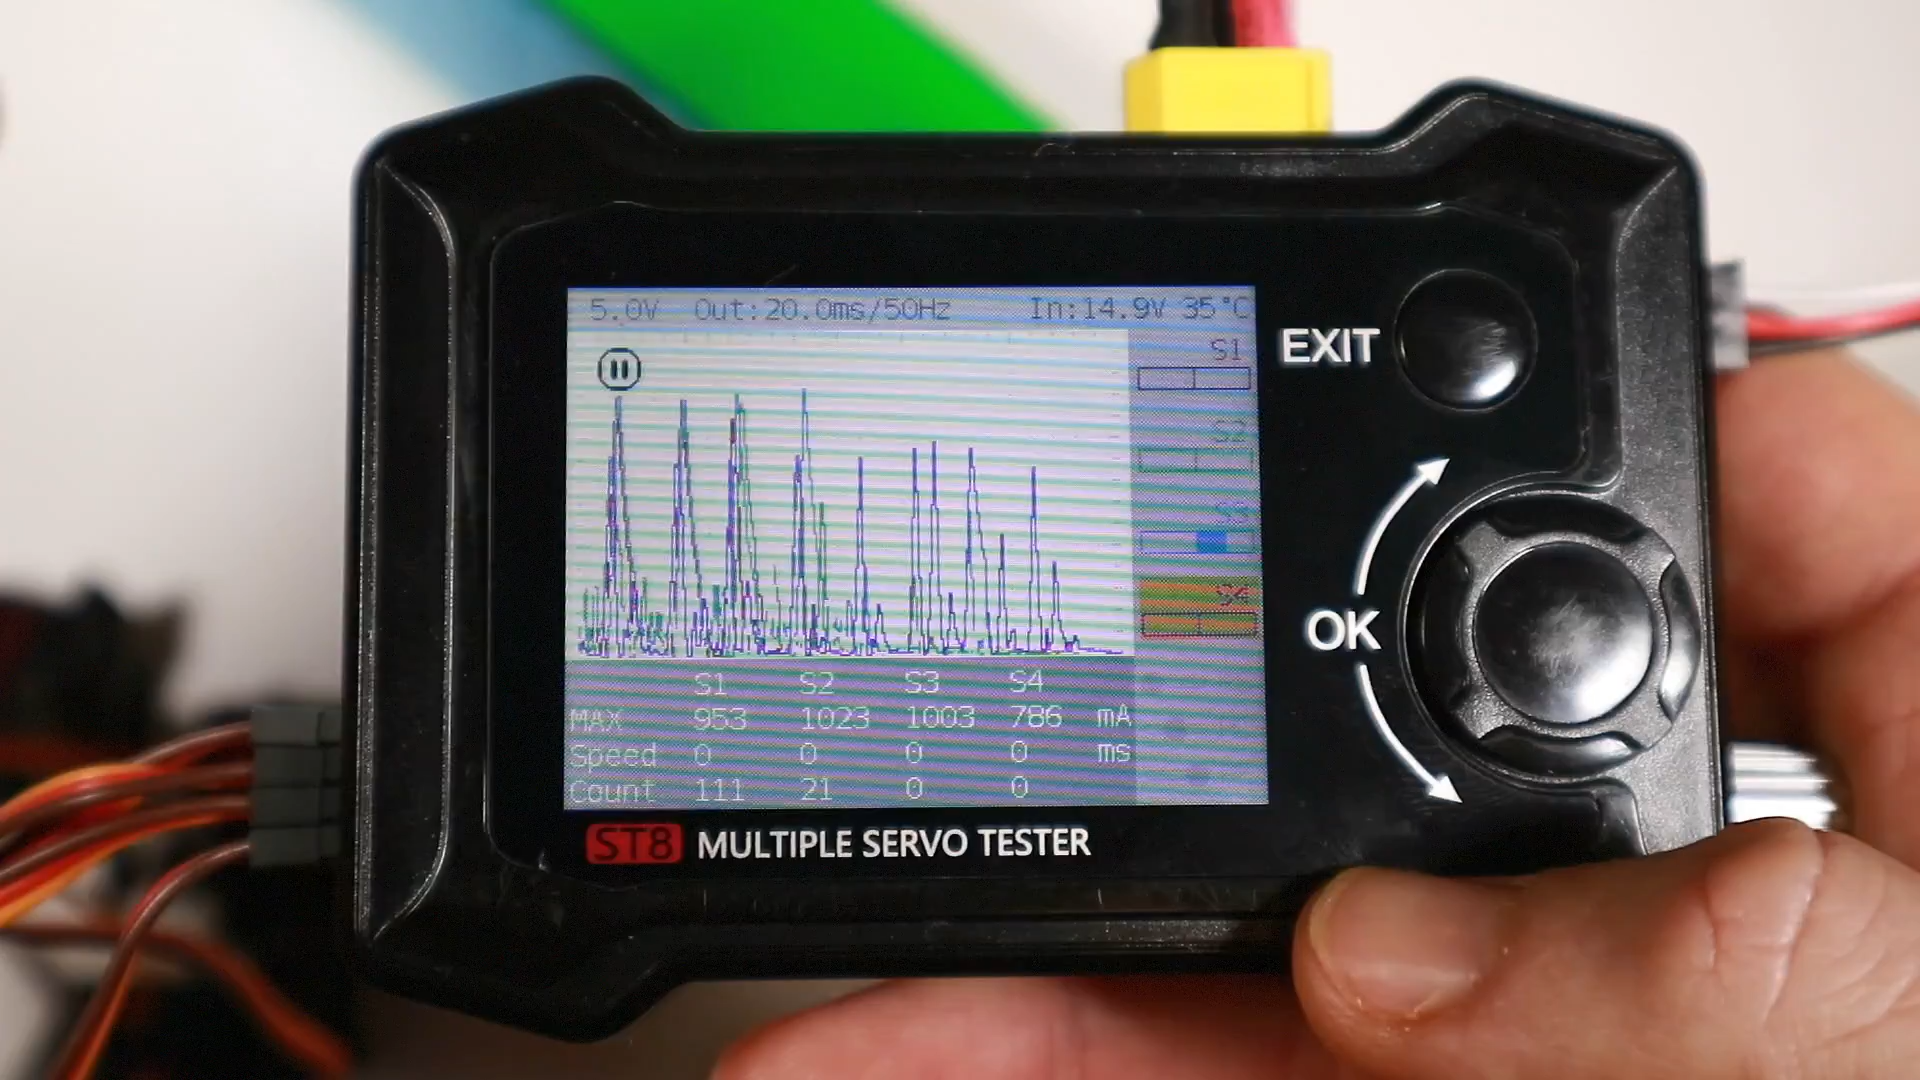 5.0V Out:20.0ms/50Hz In:14.9V 35°C
S1
S2
S3
S4
S1 S2 S3 S4
MAX 953 1023 1003 786 mA
Speed 0 0 0 0 ms
Count 111 21 0 0
EXIT
OK
ST8 MULTIPLE SERVO TESTER